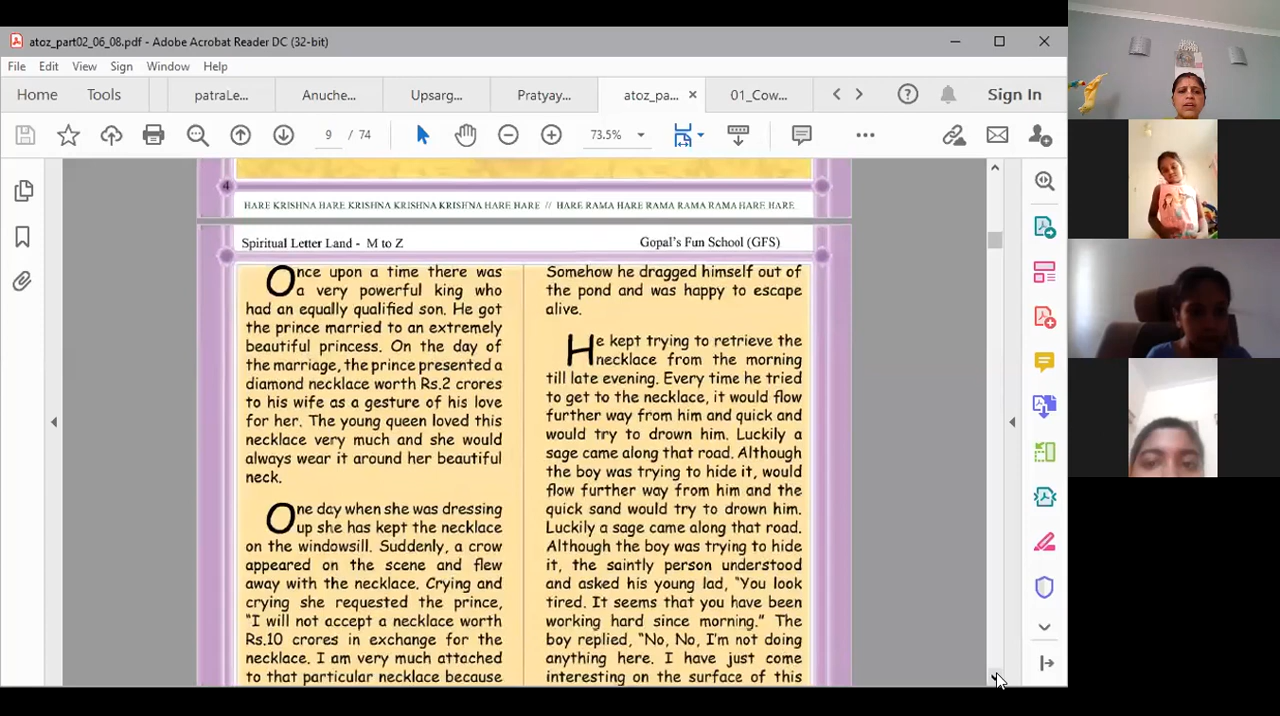 atoz_part02_06_08.pdf - Adobe Acrobat Reader DC (32-bit)
File Edit View Sign Window Help
Home Tools patraLe... Anuche... Upsarg... Pratyay... atoz_pa... 01_Cow... Sign In
9 / 74 73.5%
4
HARE KRISHNA HARE KRISHNA KRISHNA KRISHNA HARE HARE // HARE RAMA HARE RAMA RAMA RAMA HARE HARE
Spiritual Letter Land - M to Z Gopal's Fun School (GFS)
Once upon a time there was
a very powerful king who
had an equally qualified son. He got
the prince married to an extremely
beautiful princess. On the day of
the marriage, the prince presented a
diamond necklace worth Rs.2 crores
to his wife as a gesture of his love
for her. The young queen loved this
necklace very much and she would
always wear it around her beautiful
neck.
One day when she was dressing
up she has kept the necklace
on the windowsill. Suddenly, a crow
appeared on the scene and flew
away with the necklace. Crying and
crying she requested the prince,
"I will not accept a necklace worth
Rs.10 crores in exchange for the
necklace. I am very much attached
to that particular necklace because
Somehow he dragged himself out of
the pond and was happy to escape
alive.
He kept trying to retrieve the
necklace from the morning
till late evening. Every time he tried
to get to the necklace, it would flow
further way from him and quick and
would try to drown him. Luckily a
sage came along that road. Although
the boy was trying to hide it, would
flow further way from him and the
quick sand would try to drown him.
Luckily a sage came along that road.
Although the boy was trying to hide
it, the saintly person understood
and asked his young lad, "You look
tired. It seems that you have been
working hard since morning." The
boy replied, "No, No, I'm not doing
anything here. I have just come
interesting on the surface of this